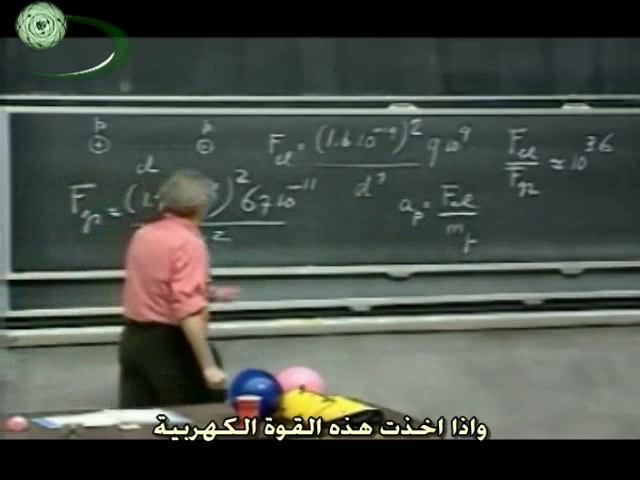 p p
d
F_el = (1.6 10^-19)^2 9 10^9 / d^2
F_el / F_gr ≈ 10^36
F_gr ≈ ( )^2 6.7 10^-11
a_p = F_el / m_p
واذا اخذت هذه القوة الكهربية